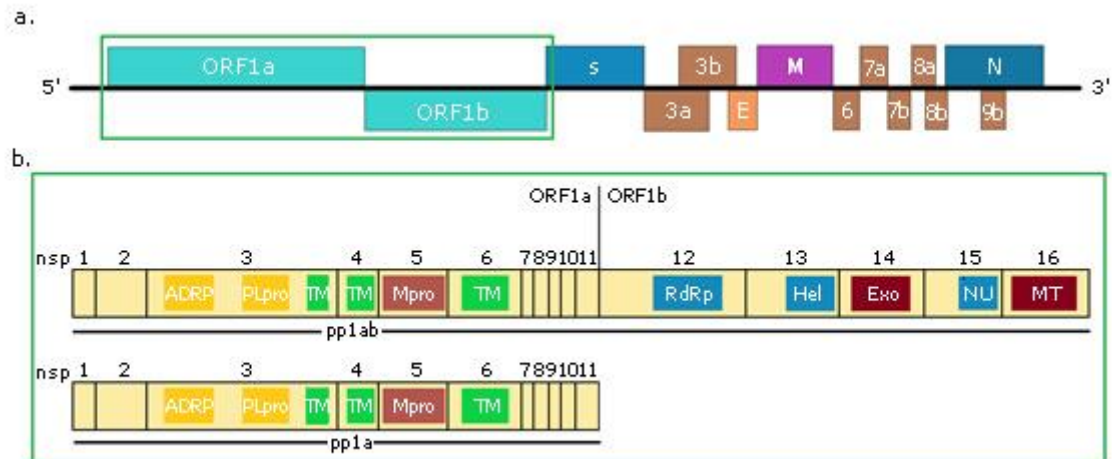 a.
ORF1a s 3b M 7a 8a N
5' 3'
ORF1b 3a E 6 7b 8b 9b
b.
ORF1a ORF1b
nsp 1 2 3 4 5 6 7891011 12 13 14 15 16
ADRP PLpro TM TM Mpro TM RdRp Hel Exo NU MT
pp1ab
nsp 1 2 3 4 5 6 7891011
ADRP PLpro TM TM Mpro TM
pp1a